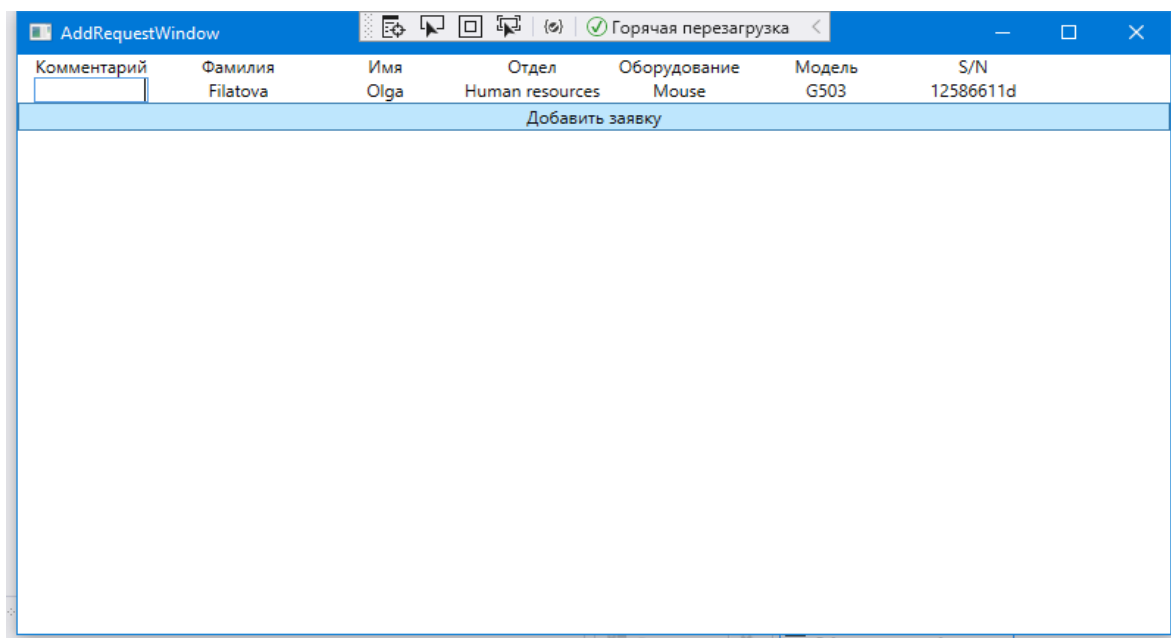 AddRequestWindow
Горячая перезагрузка
Комментарий Фамилия Имя Отдел Оборудование Модель S/N
Filatova Olga Human resources Mouse G503 12586611d
Добавить заявку